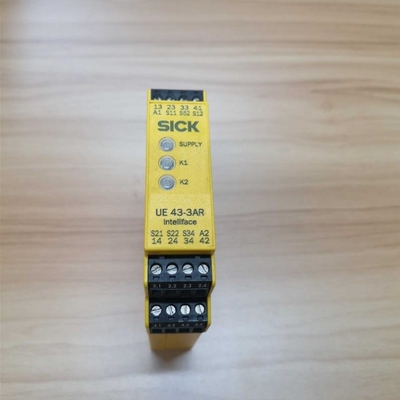 13 23 33 41
A1 S11 S52 S12
SICK
SUPPLY
K1
K2
UE 43-3AR
Intelliface
S21 S22 S34 A2
14 24 34 42